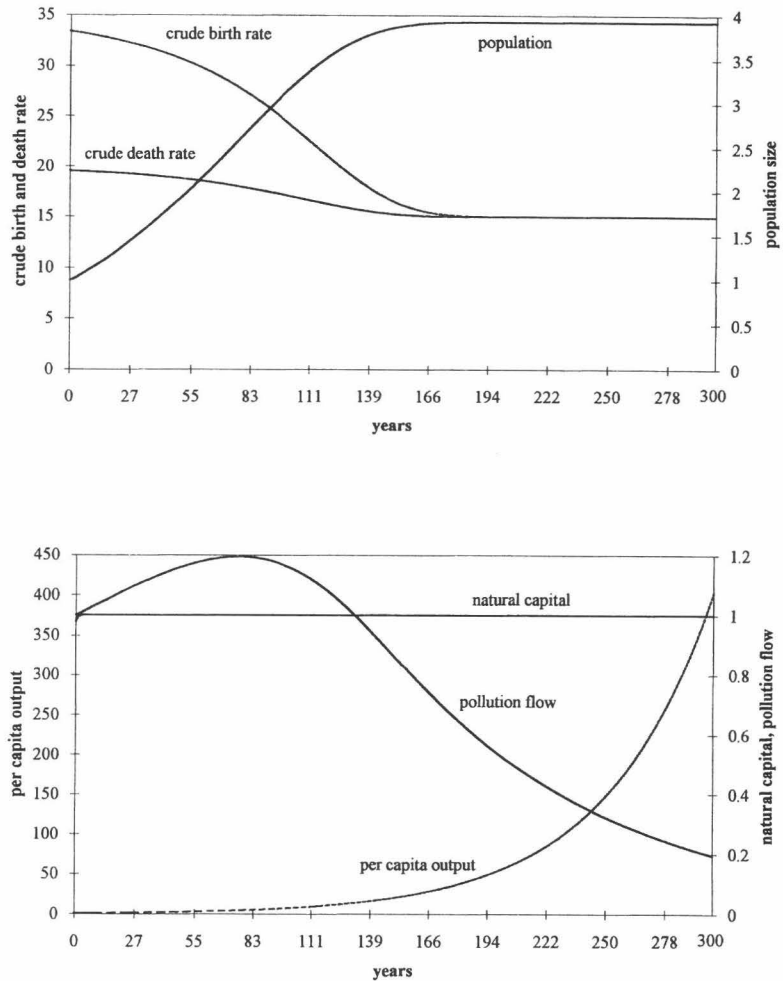 crude birth and death rate
35
30
25
20
15
10
5
0
crude birth rate
population
crude death rate
4
3
2.5
2
1.5
1
0.5
0
population size
0 27 55 83 111 139 166 194 222 250 278 300
years
per capita output
450
400
350
300
250
200
150
100
50
0
natural capital
pollution flow
per capita output
1.2
1
0.8
0.6
0.4
0.2
0
natural capital, pollution flow
0 27 55 83 111 139 166 194 222 250 278 300
years